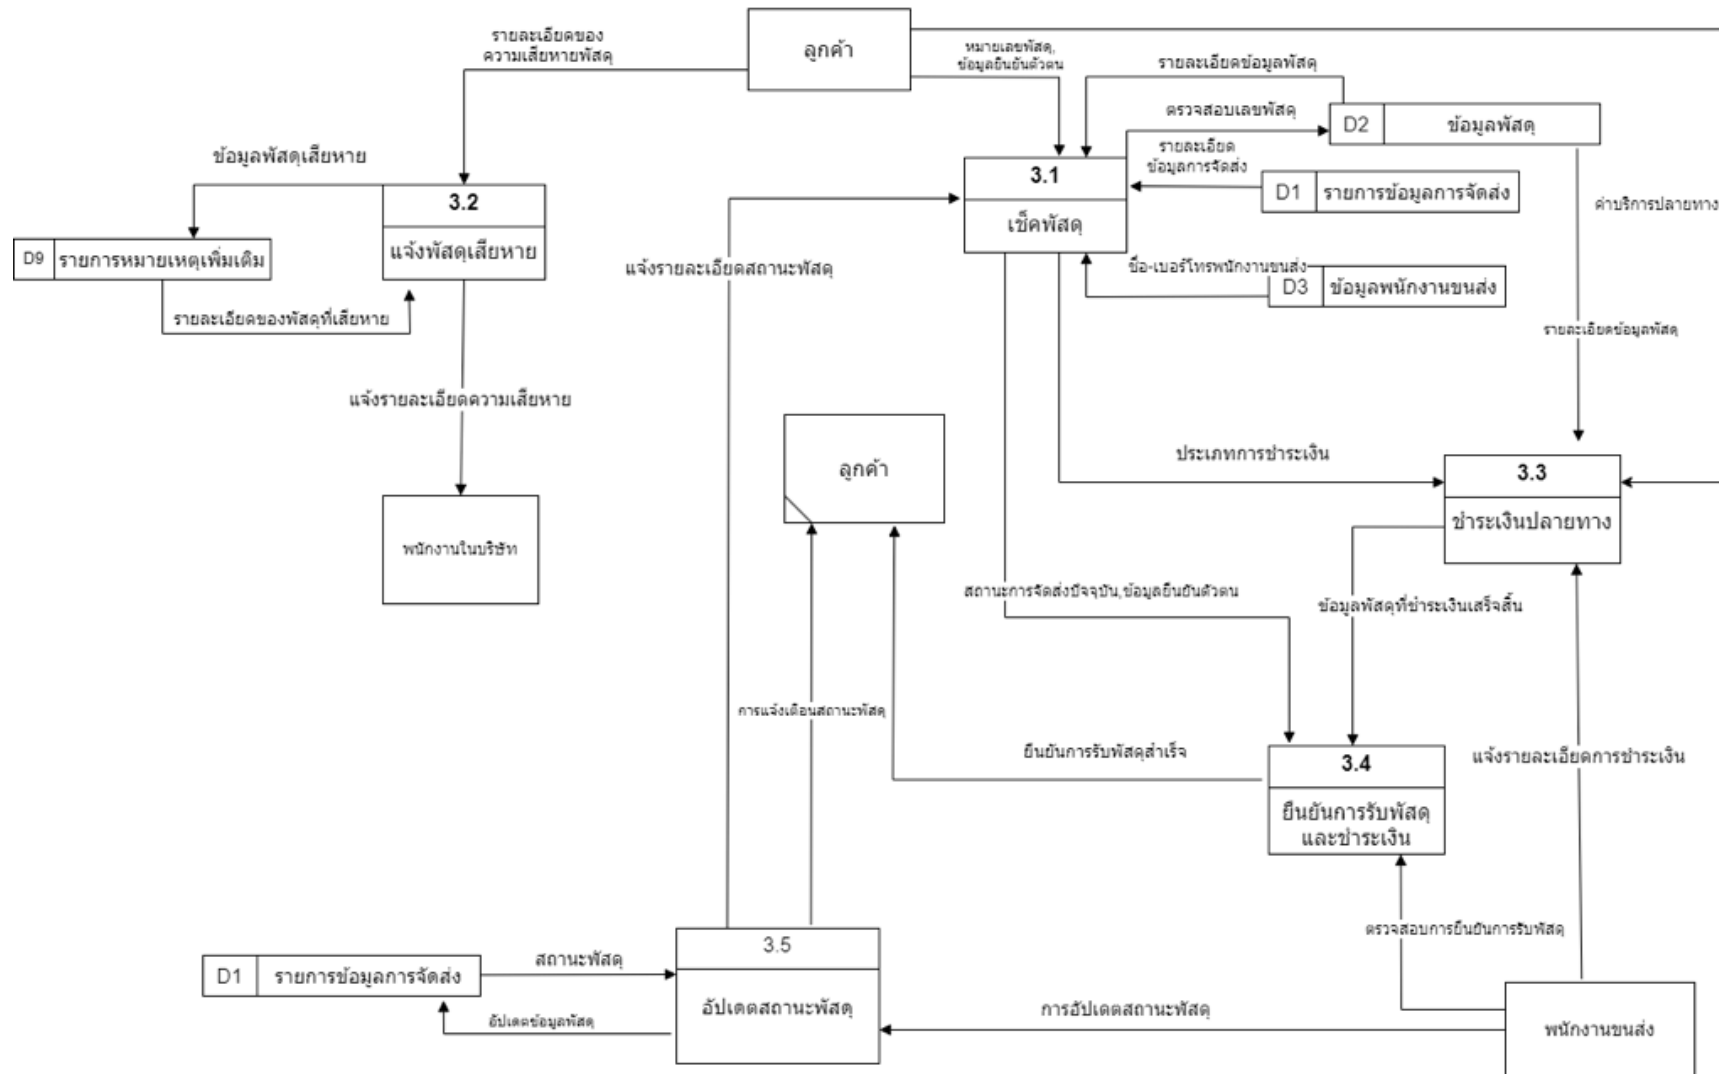 รายละเอียดของ
ความเสียหายพัสดุ
ลูกค้า
หมายเลขพัสดุ,
ข้อมูลยืนยันตัวตน
รายละเอียดข้อมูลพัสดุ
ตรวจสอบเลขพัสดุ
D2 ข้อมูลพัสดุ
ข้อมูลพัสดุเสียหาย
รายละเอียด
ข้อมูลการจัดส่ง
3.1
เช็คพัสดุ
D1 รายการข้อมูลการจัดส่ง
ค่าบริการปลายทาง
3.2
แจ้งพัสดุเสียหาย
D9 รายการหมายเหตุเพิ่มเติม
แจ้งรายละเอียดสถานะพัสดุ
ชื่อ-เบอร์โทรพนักงานขนส่ง
D3 ข้อมูลพนักงานขนส่ง
รายละเอียดของพัสดุที่เสียหาย
รายละเอียดข้อมูลพัสดุ
แจ้งรายละเอียดความเสียหาย
ลูกค้า
ประเภทการชำระเงิน
3.3
ชำระเงินปลายทาง
พนักงานในบริษัท
สถานะการจัดส่งปัจจุบัน,ข้อมูลยืนยันตัวตน
ข้อมูลพัสดุที่ชำระเงินเสร็จสิ้น
การแจ้งเตือนสถานะพัสดุ
ยืนยันการรับพัสดุสำเร็จ
3.4
ยืนยันการรับพัสดุ
และชำระเงิน
แจ้งรายละเอียดการชำระเงิน
ตรวจสอบการยืนยันการรับพัสดุ
3.5
อัปเดตสถานะพัสดุ
D1 รายการข้อมูลการจัดส่ง
สถานะพัสดุ
อัปเดตข้อมูลพัสดุ
การอัปเดตสถานะพัสดุ
พนักงานขนส่ง